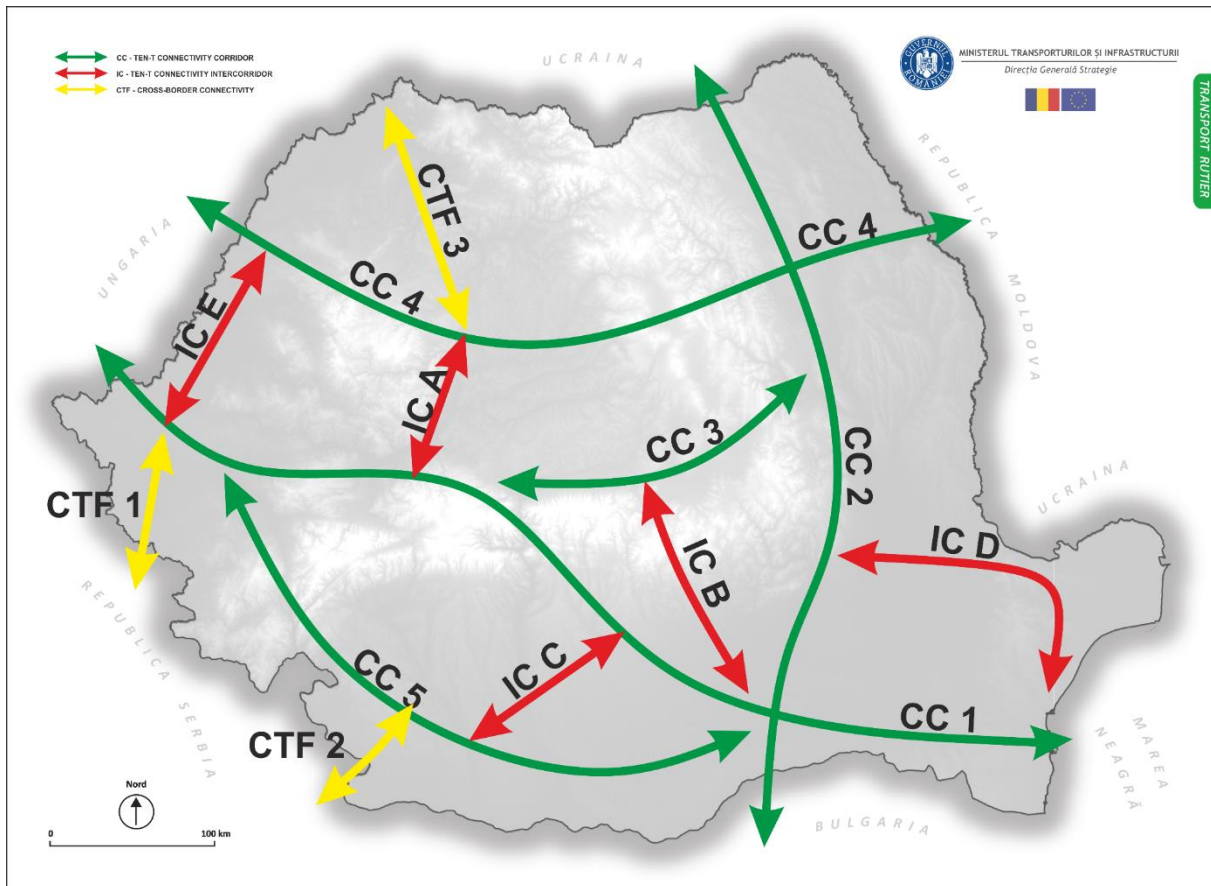 CC - TEN-T CONNECTIVITY CORRIDOR
IC - TEN-T CONNECTIVITY INTERCORRIDOR
CTF - CROSS-BORDER CONNECTIVITY
UCRAINA
GUVERNUL ROMÂNIEI
MINISTERUL TRANSPORTURILOR ȘI INFRASTRUCTURII
Direcția Generală Strategie
TRANSPORT RUTIER
REPUBLICA
MOLDOVA
UNGARIA
CTF 3
CC 4
CC 4
IC E
IC A
CC 3
CC 2
CTF 1
UCRAINA
IC D
IC B
REPUBLICA
SERBIA
CC 5
IC C
CC 1
CTF 2
MAREA
NEAGRĂ
BULGARIA
Nord
0
100 km